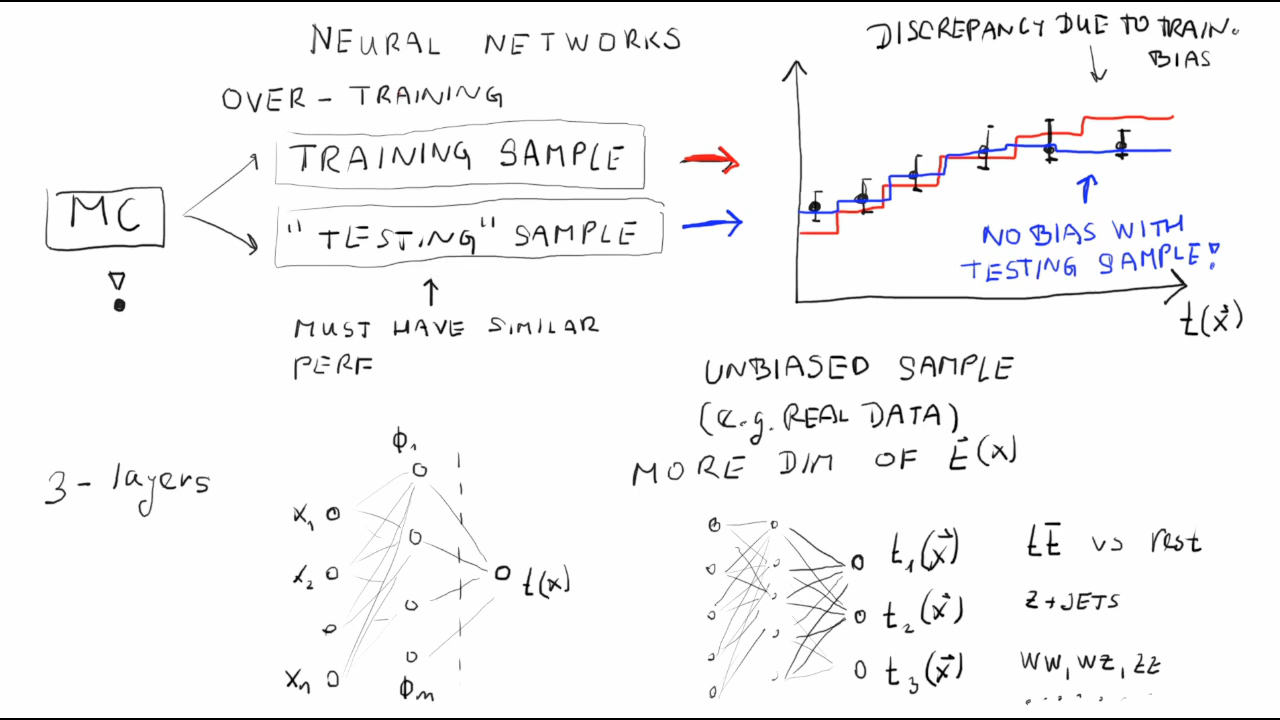 NEURAL NETWORKS
OVER - TRAINING
MC
TRAINING SAMPLE
"TESTING" SAMPLE
MUST HAVE SIMILAR
PERF
DISCREPANCY DUE TO TRAIN.
BIAS
NO BIAS WITH
TESTING SAMPLE!
t(x⃗)
UNBIASED SAMPLE
(e.g. REAL DATA)
MORE DIM OF t⃗(x)
3 - layers
ϕ₁
x₁
x₂
xₙ
ϕₘ
t(x)
t₁(x⃗) tt̅ vs rest
t₂(x⃗) Z + JETS
t₃(x⃗) WW, WZ, ZZ